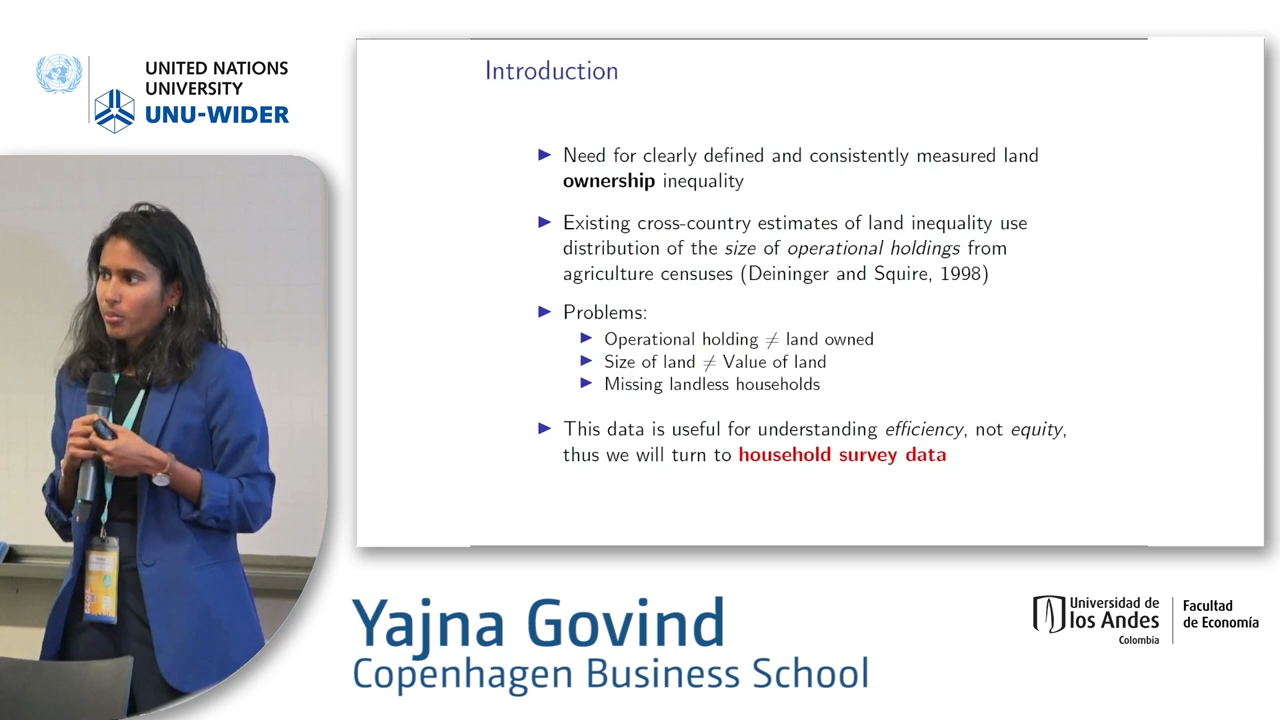 UNITED NATIONS
UNIVERSITY
UNU-WIDER
Introduction
▶ Need for clearly defined and consistently measured land
ownership inequality
▶ Existing cross-country estimates of land inequality use
distribution of the size of operational holdings from
agriculture censuses (Deininger and Squire, 1998)
▶ Problems:
▶ Operational holding ≠ land owned
▶ Size of land ≠ Value of land
▶ Missing landless households
▶ This data is useful for understanding efficiency, not equity,
thus we will turn to household survey data
Yajna Govind
Copenhagen Business School
Universidad de
los Andes
Colombia
Facultad
de Economía